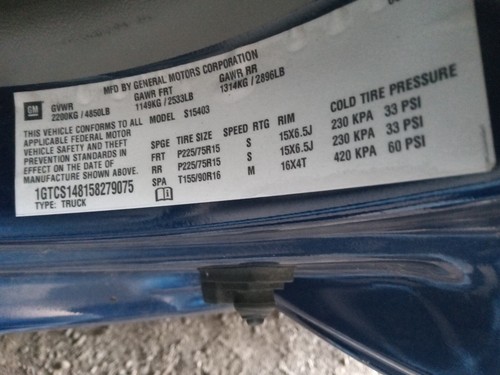 MFD BY GENERAL MOTORS CORPORATION
GM
GVWR GAWR FRT GAWR RR
2200KG / 4850LB 1149KG / 2533LB 1314KG / 2896LB
THIS VEHICLE CONFORMS TO ALL MODEL S15403
APPLICABLE FEDERAL MOTOR
VEHICLE SAFETY AND THEFT
PREVENTION STANDARDS IN
EFFECT ON THE DATE OF
MANUFACTURE SHOWN ABOVE.
1GTCS148158279075
TYPE: TRUCK
SPGE TIRE SIZE SPEED RTG RIM COLD TIRE PRESSURE
FRT P225/75R15 S 15X6.5J 230 KPA 33 PSI
RR P225/75R15 S 15X6.5J 230 KPA 33 PSI
SPA T155/90R16 M 16X4T 420 KPA 60 PSI